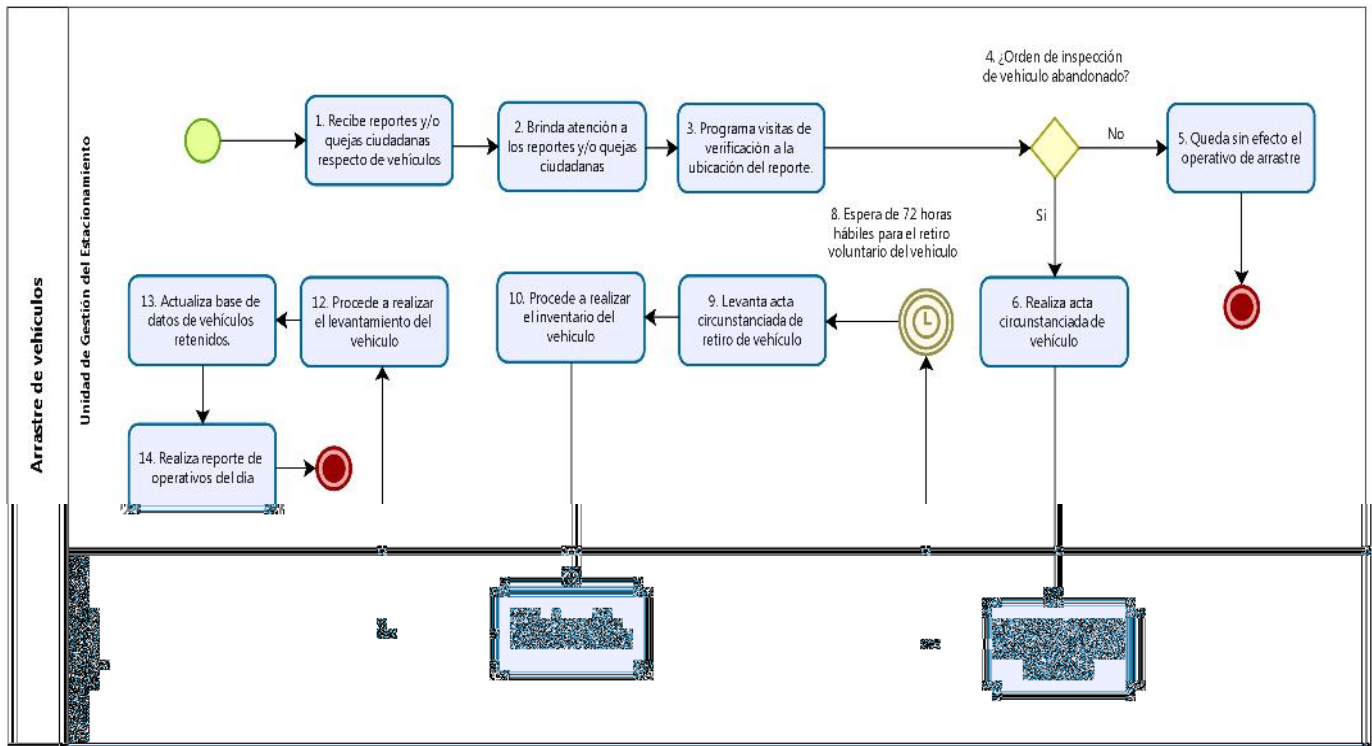 Arrastre de vehículos
Unidad de Gestión del Estacionamiento
1. Recibe reportes y/o
quejas ciudadanas
respecto de vehículos
2. Brinda atención a
los reportes y/o quejas
ciudadanas
3. Programa visitas de
verificación a la
ubicación del reporte.
4. ¿Orden de inspección
de vehículo abandonado?
No
5. Queda sin efecto el
operativo de arrastre
Si
6. Realiza acta
circunstanciada de
vehículo
8. Espera de 72 horas
hábiles para el retiro
voluntario del vehiculo
9. Levanta acta
circunstanciada de
retiro de vehículo
10. Procede a realizar
el inventario del
vehiculo
12. Procede a realizar
el levantamiento del
vehiculo
13. Actualiza base de
datos de vehículos
retenidos.
14. Realiza reporte de
operativos del dia